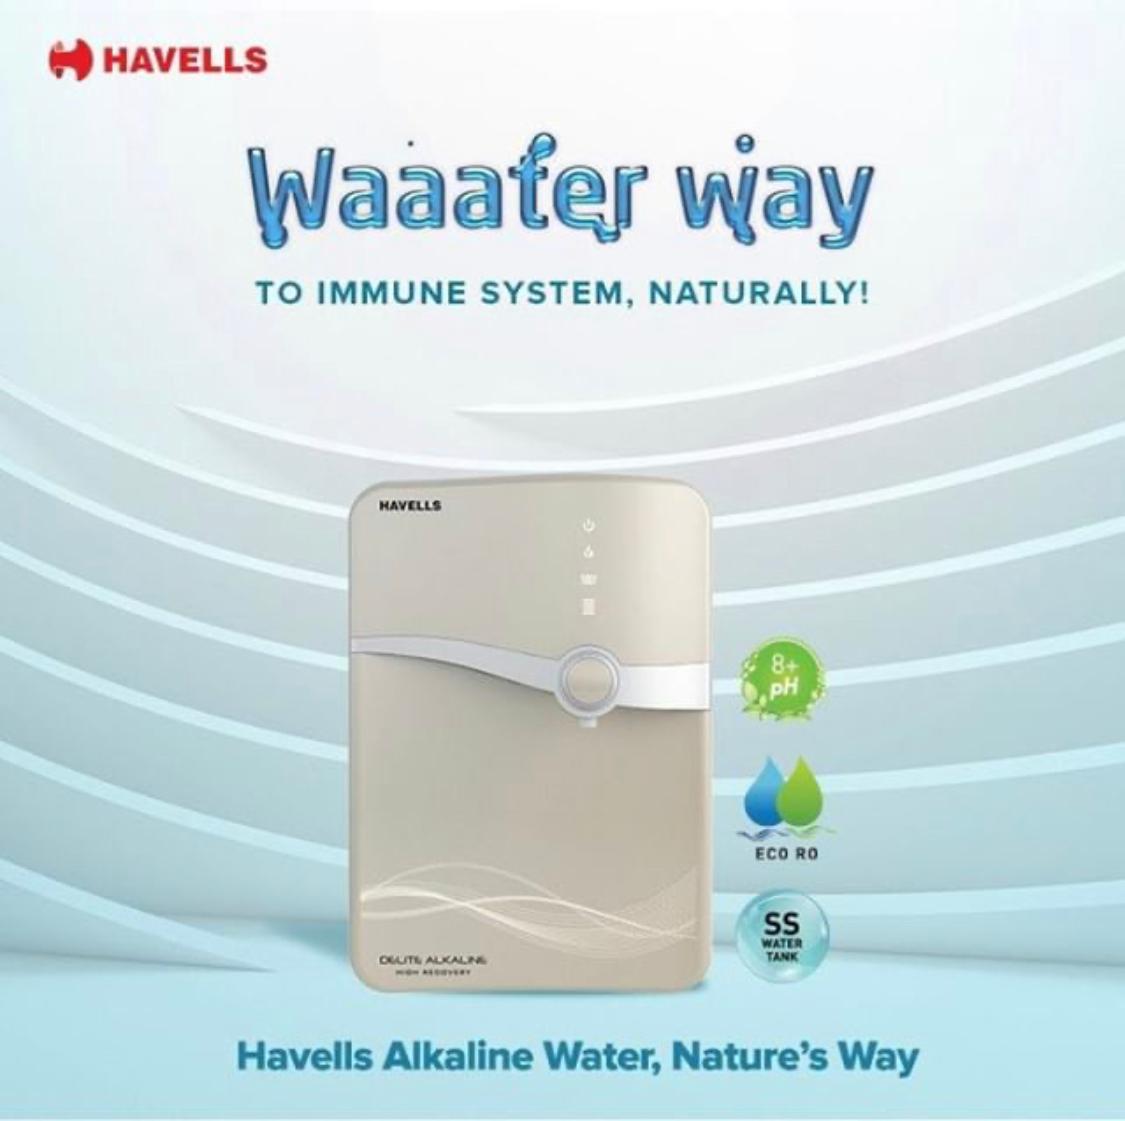 HAVELLS
Waaater way
TO IMMUNE SYSTEM, NATURALLY!
HAVELLS
8+
pH
ECO RO
SS
WATER
TANK
DELITE ALKALINE
HIGH RECOVERY
Havells Alkaline Water, Nature's Way